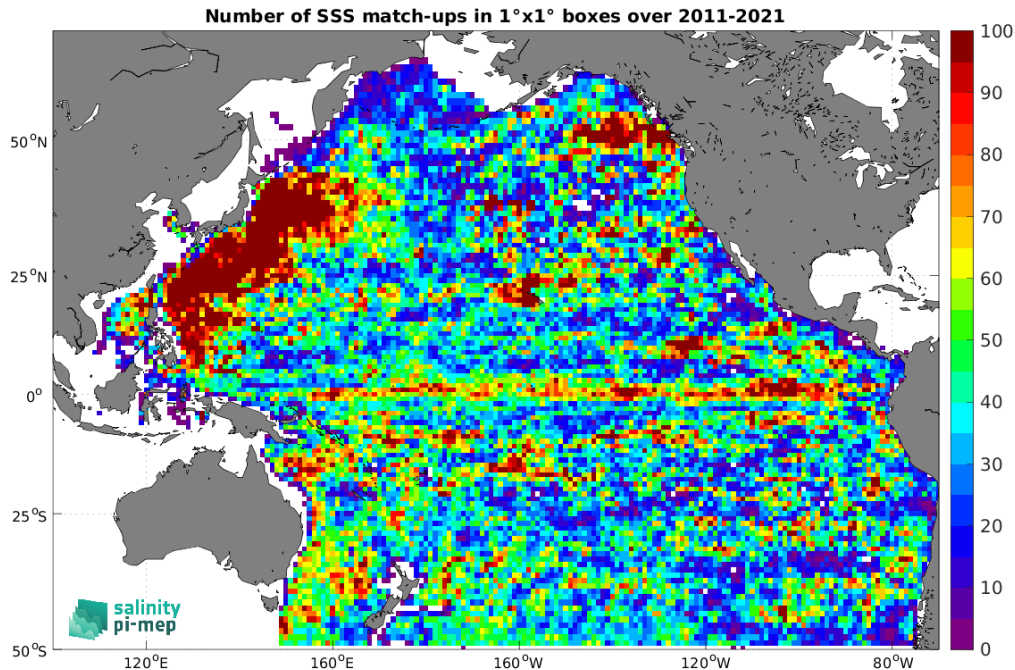 Number of SSS match-ups in 1°x1° boxes over 2011-2021
100
90
80
70
60
50
40
30
20
10
0
50°N
25°N
0°
25°S
50°S
120°E
160°E
160°W
120°W
80°W
salinity
pi-mep